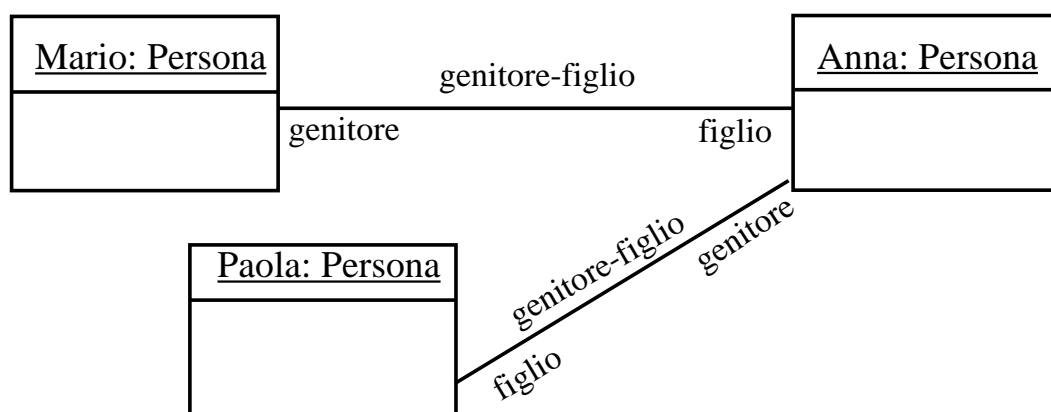 Mario: Persona
genitore-figlio
Anna: Persona
genitore
figlio
genitore-figlio
genitore
Paola: Persona
figlio